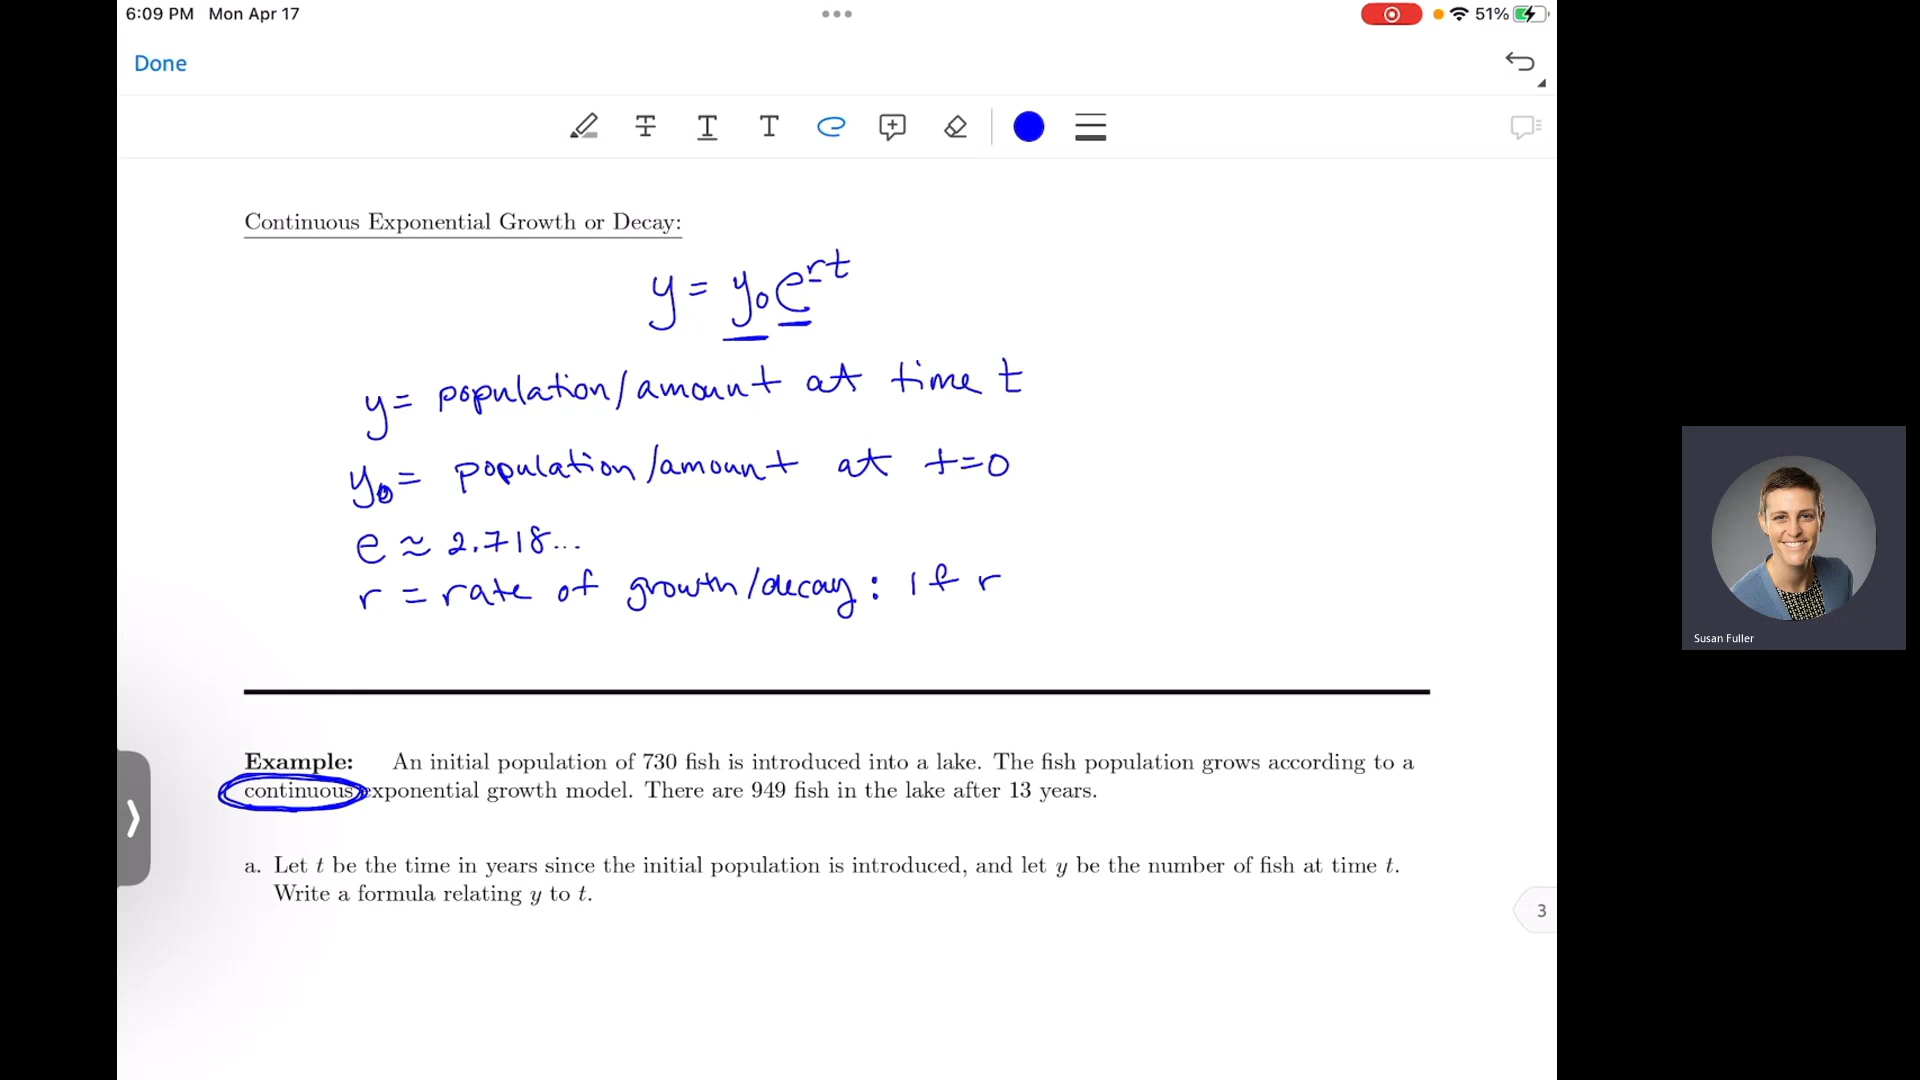 6:09 PM Mon Apr 17
51%
Done
T T T
Continuous Exponential Growth or Decay:
y = y₀e^{rt}
y = population/amount at time t
y₀ = population/amount at t=0
e ≈ 2.718...
r = rate of growth/decay: if r
Example: An initial population of 730 fish is introduced into a lake. The fish population grows according to a
continuous exponential growth model. There are 949 fish in the lake after 13 years.
a. Let t be the time in years since the initial population is introduced, and let y be the number of fish at time t.
Write a formula relating y to t.
3
Susan Fuller